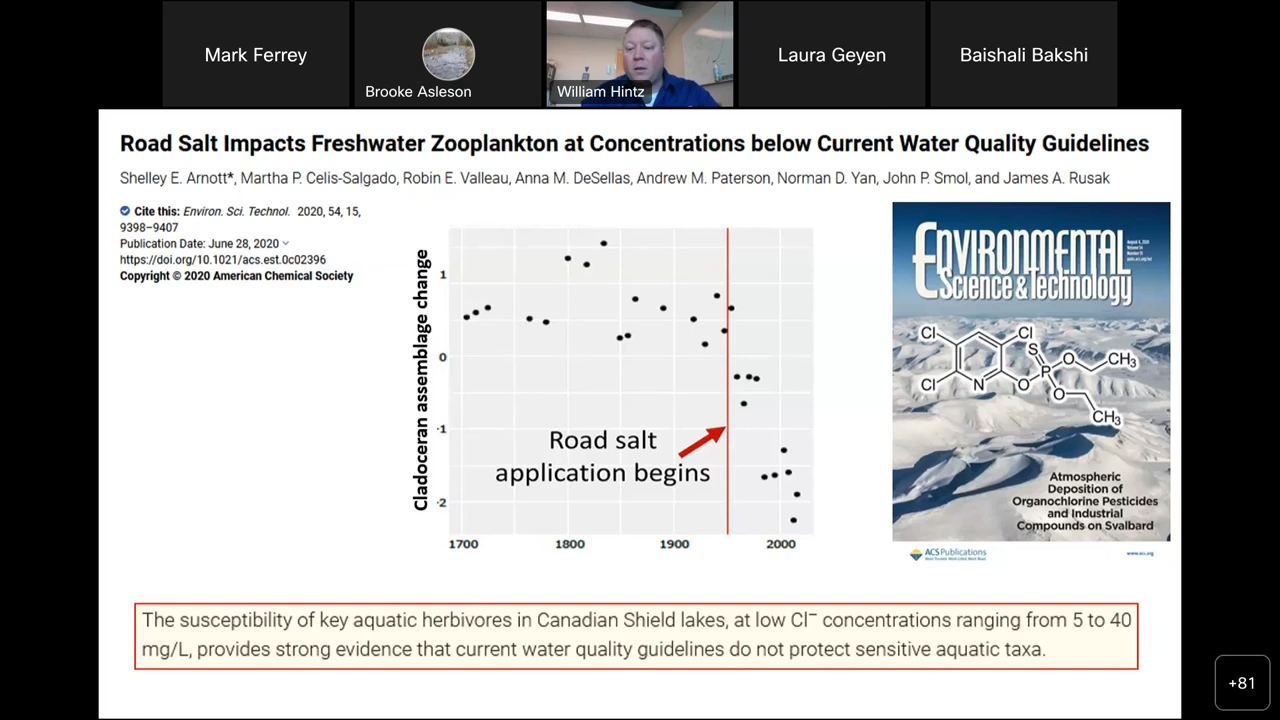 Mark Ferrey
Brooke Asleson
William Hintz
Laura Geyen
Baishali Bakshi
Road Salt Impacts Freshwater Zooplankton at Concentrations below Current Water Quality Guidelines
Shelley E. Arnott*, Martha P. Celis-Salgado, Robin E. Valleau, Anna M. DeSellas, Andrew M. Paterson, Norman D. Yan, John P. Smol, and James A. Rusak
Cite this: Environ. Sci. Technol. 2020, 54, 15,
9398–9407
Publication Date: June 28, 2020
https://doi.org/10.1021/acs.est.0c02396
Copyright © 2020 American Chemical Society
Cladoceran assemblage change
1
0
-1
-2
Road salt
application begins
1700
1800
1900
2000
ENVIRONMENTAL
Science & Technology
Cl
Cl
Cl
N
O
S
P
O
CH3
O
CH3
Atmospheric
Deposition of
Organochlorine Pesticides
and Industrial
Compounds on Svalbard
ACS Publications
www.acs.org
The susceptibility of key aquatic herbivores in Canadian Shield lakes, at low Cl⁻ concentrations ranging from 5 to 40
mg/L, provides strong evidence that current water quality guidelines do not protect sensitive aquatic taxa.
+81